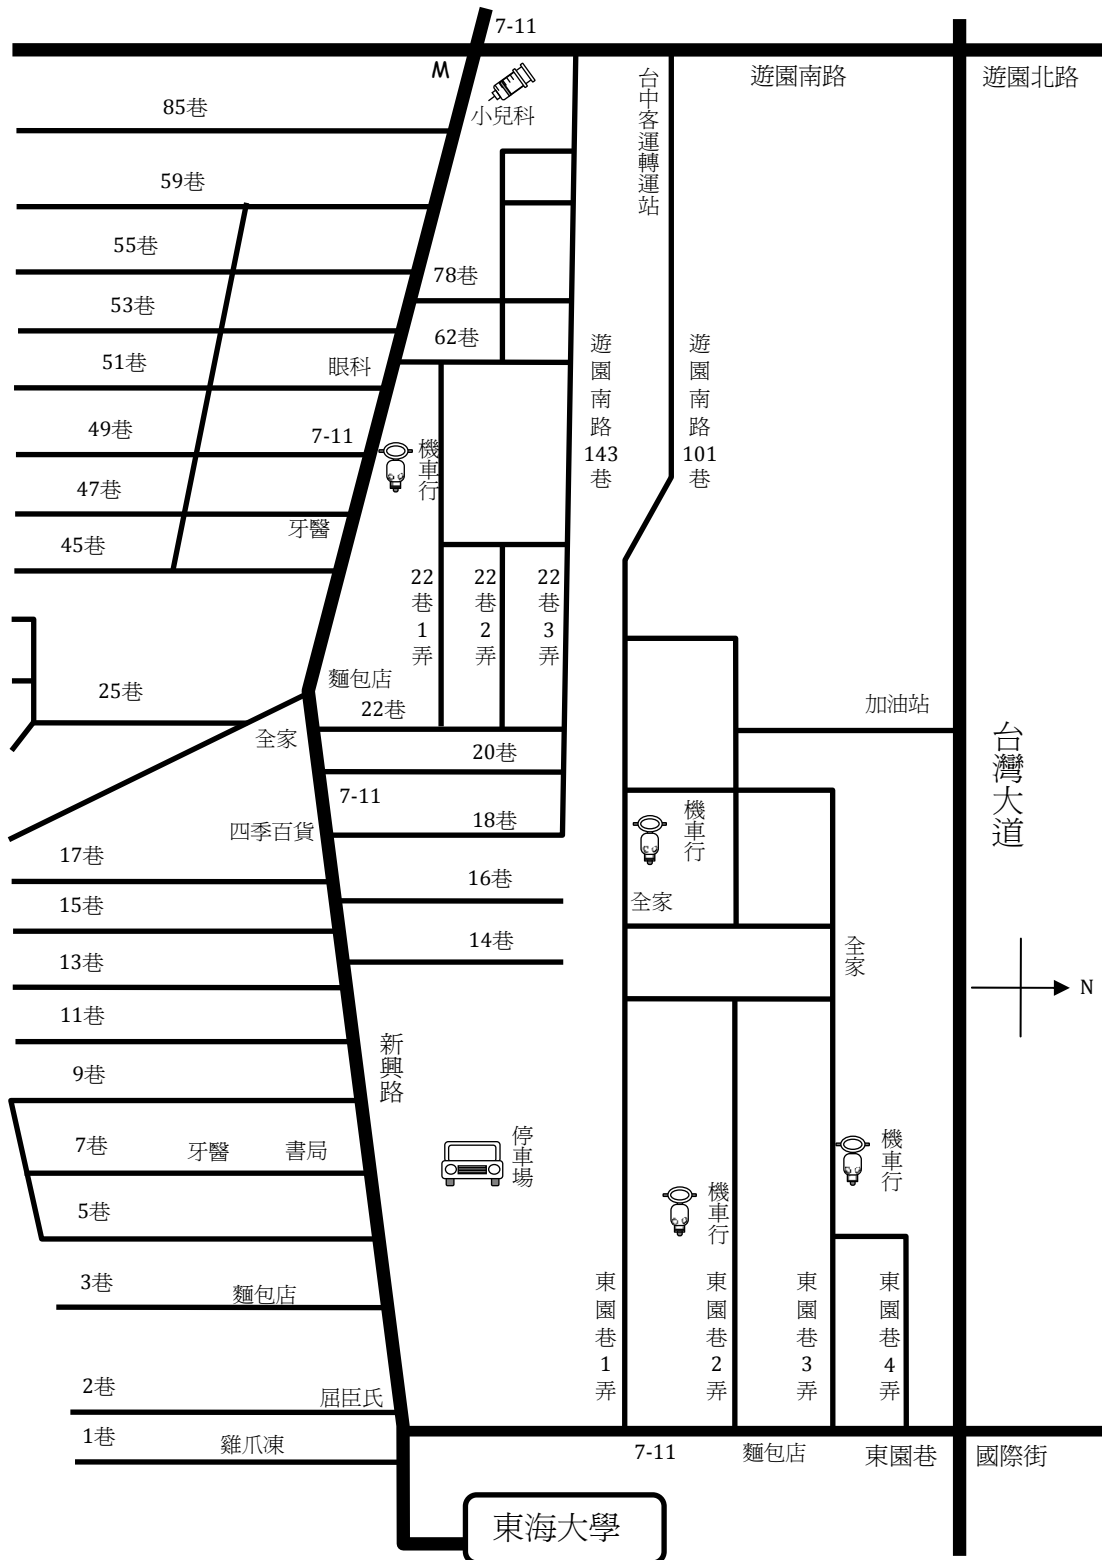 7-11
M
小兒科
台中客運轉運站
遊園南路
遊園北路
85巷
59巷
55巷
78巷
53巷
62巷
51巷
眼科
遊園南路143巷
遊園南路101巷
49巷
7-11
機車行
47巷
牙醫
45巷
22巷1弄
22巷2弄
22巷3弄
麵包店
25巷
22巷
加油站
全家
20巷
台灣大道
7-11
四季百貨
18巷
機車行
17巷
16巷
全家
15巷
14巷
全家
13巷
N
11巷
新興路
9巷
7巷
牙醫
書局
停車場
機車行
5巷
機車行
3巷
麵包店
東園巷1弄
東園巷2弄
東園巷3弄
東園巷4弄
2巷
屈臣氏
1巷
雞爪凍
7-11
麵包店
東園巷
國際街
東海大學